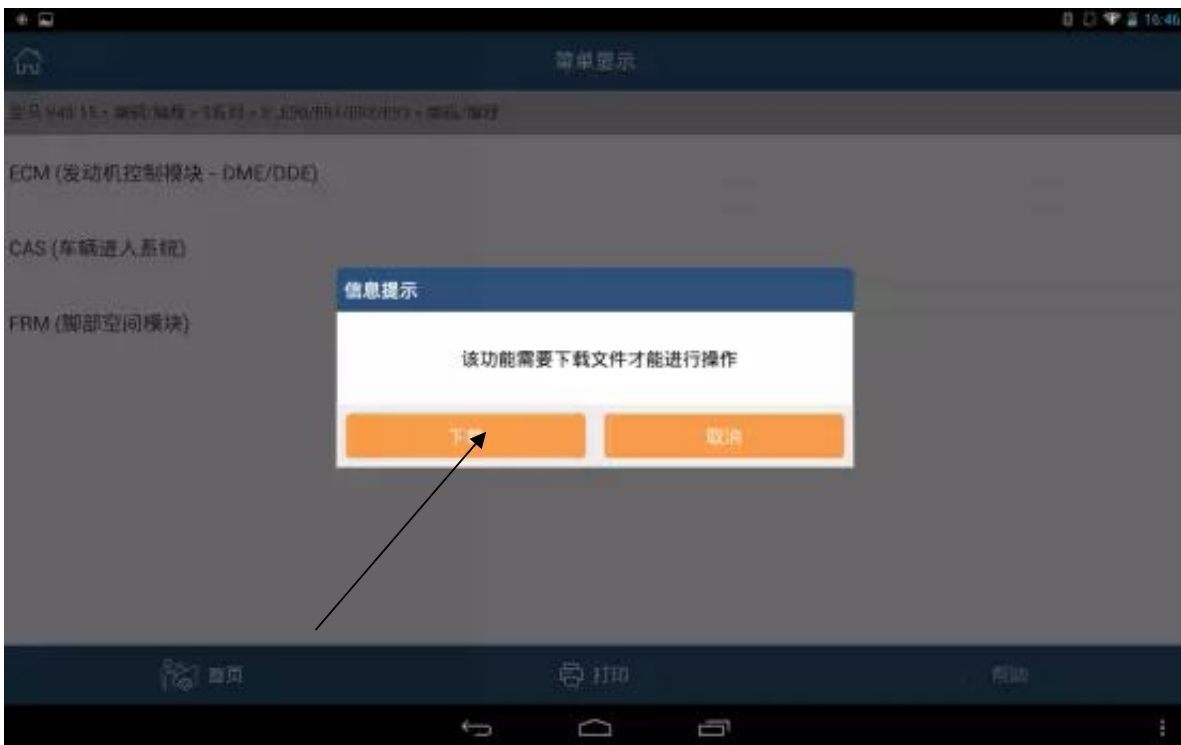 16:46
菜单显示
ECM (发动机控制模块 - DME/DDE)
CAS (车辆进入系统)
FRM (脚部空间模块)
信息提示
该功能需要下载文件才能进行操作
下载
取消
首页
打印
帮助